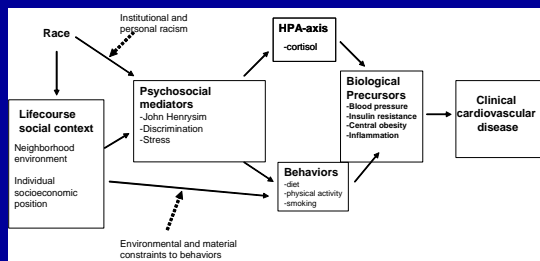 Institutional and
personal racism
Race
HPA-axis
-cortisol
Psychosocial
mediators
-John Henrysim
-Discrimination
-Stress
Biological
Precursors
-Blood pressure
-Insulin resistance
-Central obesity
-Inflammation
Clinical
cardiovascular
disease
Lifecourse
social context
Neighborhood
environment
Individual
socioeconomic
position
Behaviors
-diet
-physical activity
-smoking
Environmental and material
constraints to behaviors